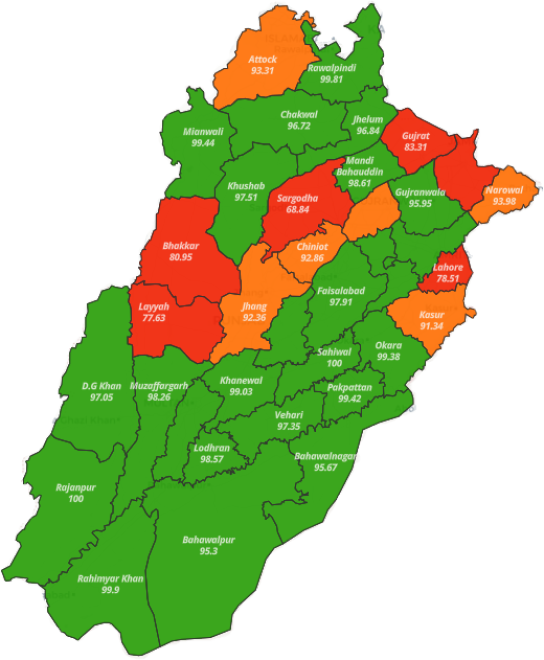 Attock
93.31
Rawalpindi
99.81
Chakwal
96.72
Jhelum
96.84
Mianwali
99.44
Gujrat
83.31
Mandi
Bahauddin
98.61
Khushab
97.51
Sargodha
68.84
Gujranwala
95.95
Narowal
93.98
Bhakkar
80.95
Chiniot
92.86
Lahore
78.51
Layyah
77.63
Jhang
92.36
Faisalabad
97.91
Kasur
91.34
Sahiwal
100
Okara
99.38
D.G Khan
97.05
Muzaffargarh
98.26
Khanewal
99.03
Pakpattan
99.42
Vehari
97.35
Lodhran
98.57
Bahawalnagar
95.67
Rajanpur
100
Bahawalpur
95.3
Rahimyar Khan
99.9